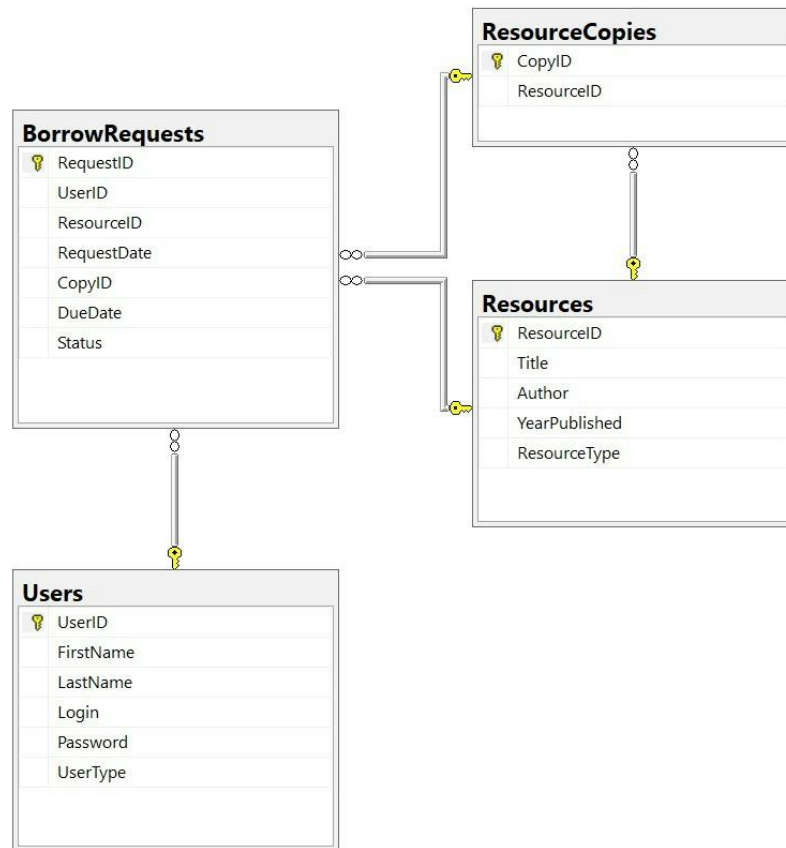 ResourceCopies
CopyID
ResourceID
BorrowRequests
RequestID
UserID
ResourceID
RequestDate
CopyID
DueDate
Status
Resources
ResourceID
Title
Author
YearPublished
ResourceType
Users
UserID
FirstName
LastName
Login
Password
UserType